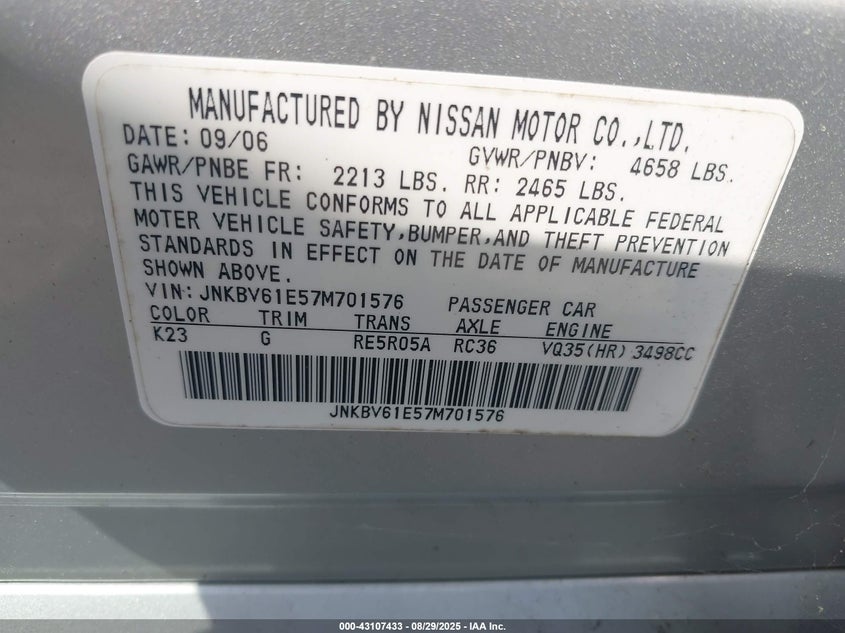 MANUFACTURED BY NISSAN MOTOR CO.,LTD.
DATE: 09/06 GVWR/PNBV: 4658 LBS.
GAWR/PNBE FR: 2213 LBS. RR: 2465 LBS.
THIS VEHICLE CONFORMS TO ALL APPLICABLE FEDERAL
MOTER VEHICLE SAFETY,BUMPER,AND THEFT PREVENTION
STANDARDS IN EFFECT ON THE DATE OF MANUFACTURE
SHOWN ABOVE.
VIN: JNKBV61E57M701576 PASSENGER CAR
COLOR TRIM TRANS AXLE ENGINE
K23 G RE5R05A RC36 VQ35(HR) 3498CC
JNKBV61E57M701576
000-43107433 - 08/29/2025 - IAA Inc.